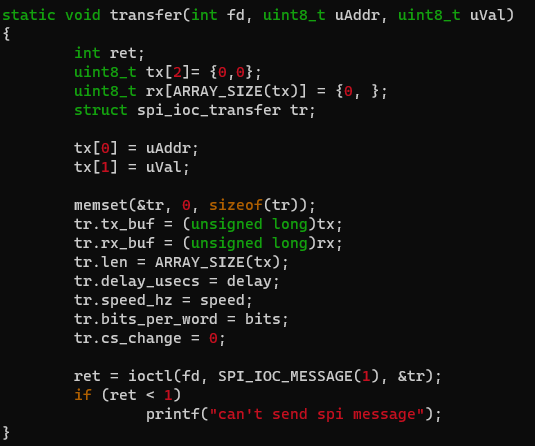 static void transfer(int fd, uint8_t uAddr, uint8_t uVal)
{
        int ret;
        uint8_t tx[2]= {0,0};
        uint8_t rx[ARRAY_SIZE(tx)] = {0, };
        struct spi_ioc_transfer tr;

        tx[0] = uAddr;
        tx[1] = uVal;

        memset(&tr, 0, sizeof(tr));
        tr.tx_buf = (unsigned long)tx;
        tr.rx_buf = (unsigned long)rx;
        tr.len = ARRAY_SIZE(tx);
        tr.delay_usecs = delay;
        tr.speed_hz = speed;
        tr.bits_per_word = bits;
        tr.cs_change = 0;

        ret = ioctl(fd, SPI_IOC_MESSAGE(1), &tr);
        if (ret < 1)
                printf("can't send spi message");
}